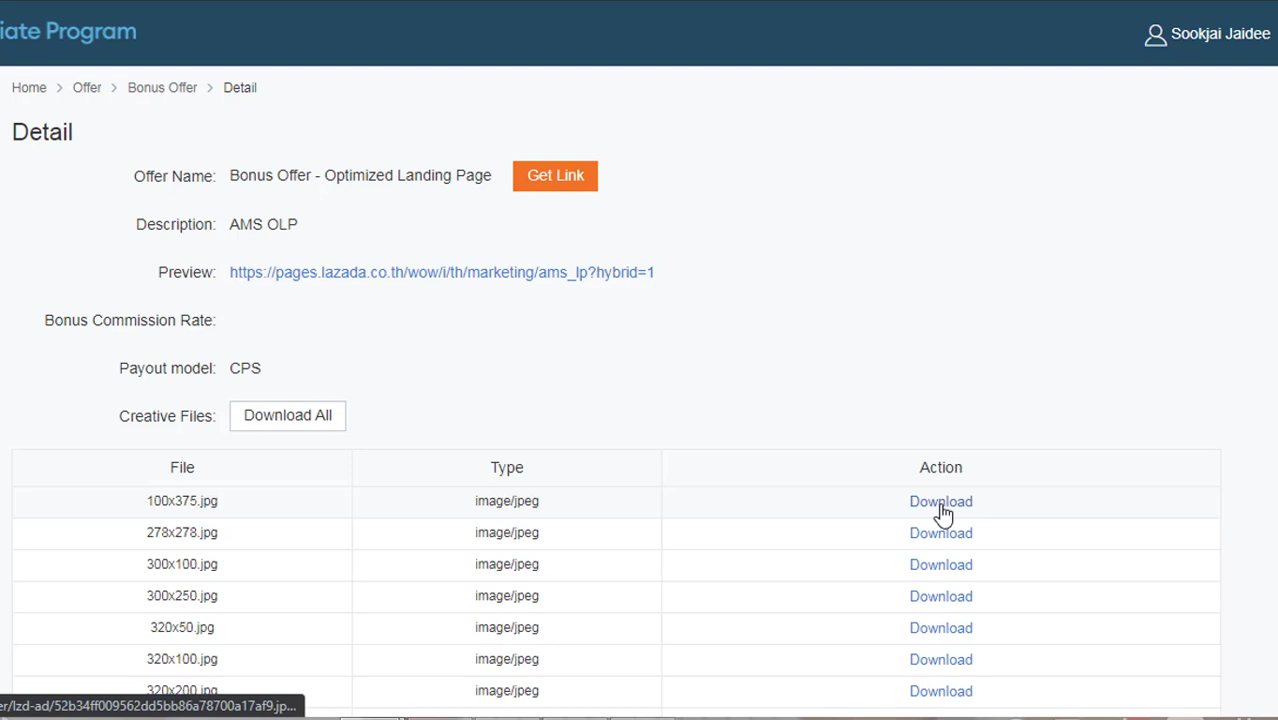 iate Program
Sookjai Jaidee
Home > Offer > Bonus Offer > Detail
Detail
Offer Name: Bonus Offer - Optimized Landing Page Get Link
Description: AMS OLP
Preview: https://pages.lazada.co.th/wow/i/th/marketing/ams_lp?hybrid=1
Bonus Commission Rate:
Payout model: CPS
Creative Files: Download All
File Type Action
100x375.jpg image/jpeg Download
278x278.jpg image/jpeg Download
300x100.jpg image/jpeg Download
300x250.jpg image/jpeg Download
320x50.jpg image/jpeg Download
320x100.jpg image/jpeg Download
320x200.jpg image/jpeg Download
er/lzd-ad/52b34ff009562dd5bb86a78700a17af9.jp...